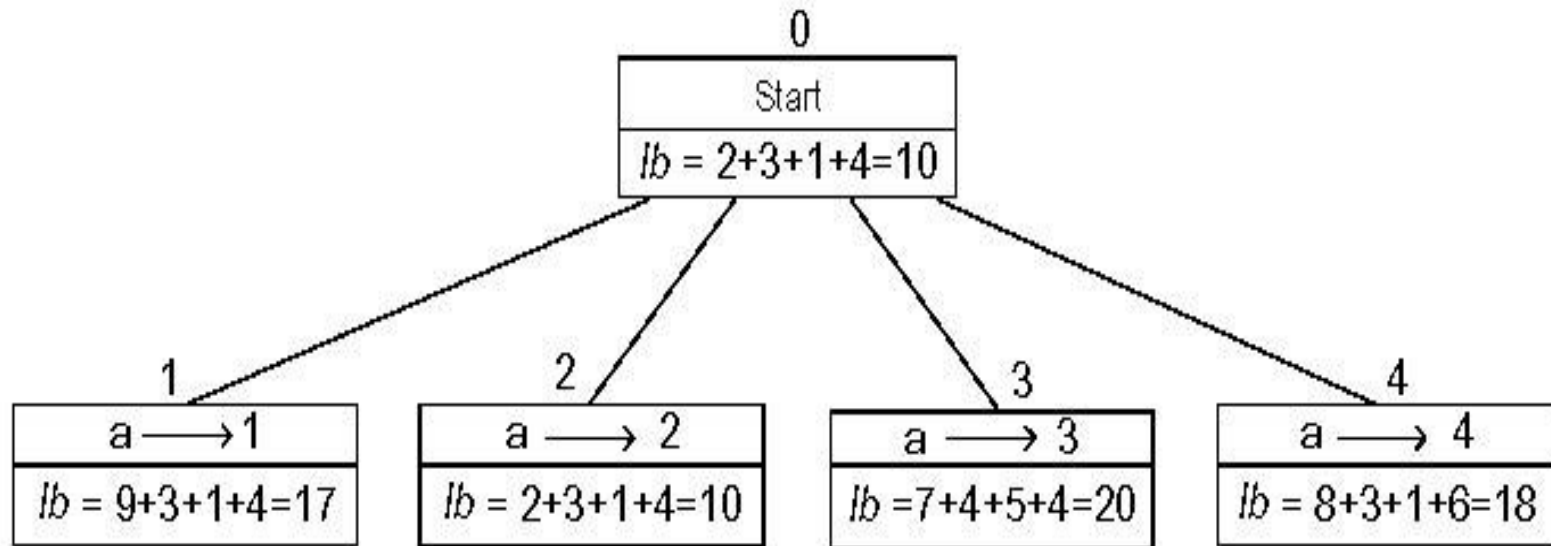 0
Start
lb = 2+3+1+4=10
1
2
3
4
a ⟶ 1
a ⟶ 2
a ⟶ 3
a ⟶ 4
lb = 9+3+1+4=17
lb = 2+3+1+4=10
lb =7+4+5+4=20
lb = 8+3+1+6=18